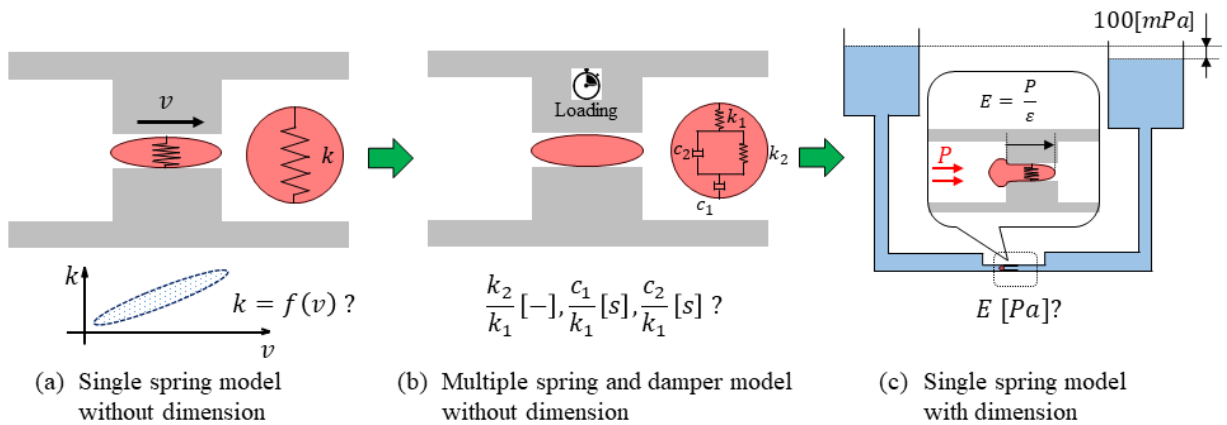 v
k
k
k = f(v) ?
v
(a) Single spring model
without dimension
Loading
k₁
c₂
k₂
c₁
k₂/k₁ [−], c₁/k₁ [s], c₂/k₁ [s] ?
(b) Multiple spring and damper model
without dimension
100[mPa]
E = P/ε
P
E [Pa]?
(c) Single spring model
with dimension